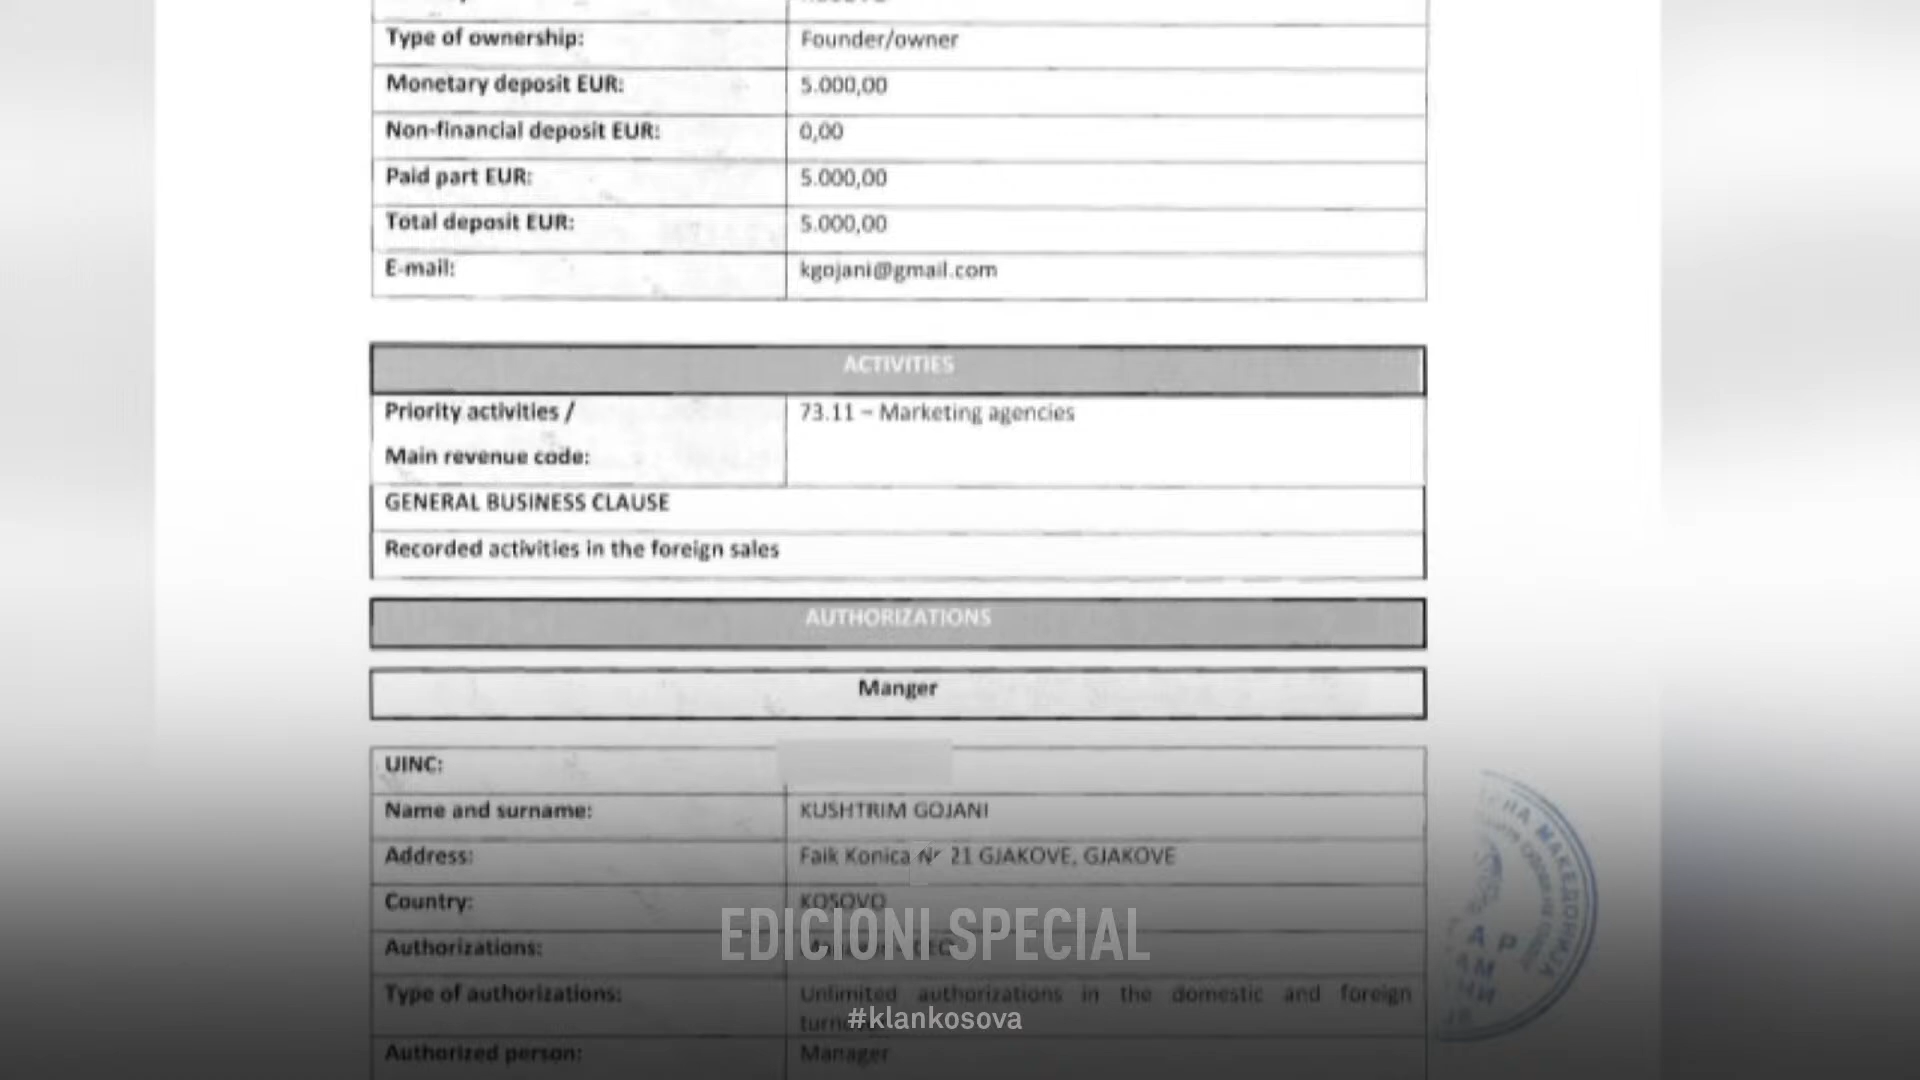 Type of ownership: Founder/owner
Monetary deposit EUR: 5.000,00
Non-financial deposit EUR: 0,00
Paid part EUR: 5.000,00
Total deposit EUR: 5.000,00
E-mail: kgojani@gmail.com
ACTIVITIES
Priority activities / 73.11 – Marketing agencies
Main revenue code:
GENERAL BUSINESS CLAUSE
Recorded activities in the foreign sales
AUTHORIZATIONS
Manger
UINC:
Name and surname: KUSHTRIM GOJANI
Address: Faik Konica Nr 21 GJAKOVE, GJAKOVE
Country: KOSOVO
EDICIONI SPECIAL
Authorizations:
Type of authorizations: Unlimited authorizations in the domestic and foreign
#klankosova
Authorized person: Manager
МАКЕДОНИЈА